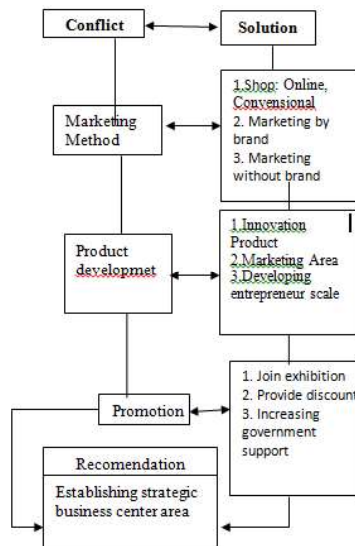 Conflict
Solution
Marketing
Method
1.Shop: Online,
Convensional
2. Marketing by
brand
3. Marketing
without brand
Product
developmet
1.Innovation
Product
2.Marketing Area
3.Developing
entrepreneur scale
Promotion
1. Join exhibition
2. Provide discount
3. Increasing
government
support
Recomendation
Establishing strategic
business center area